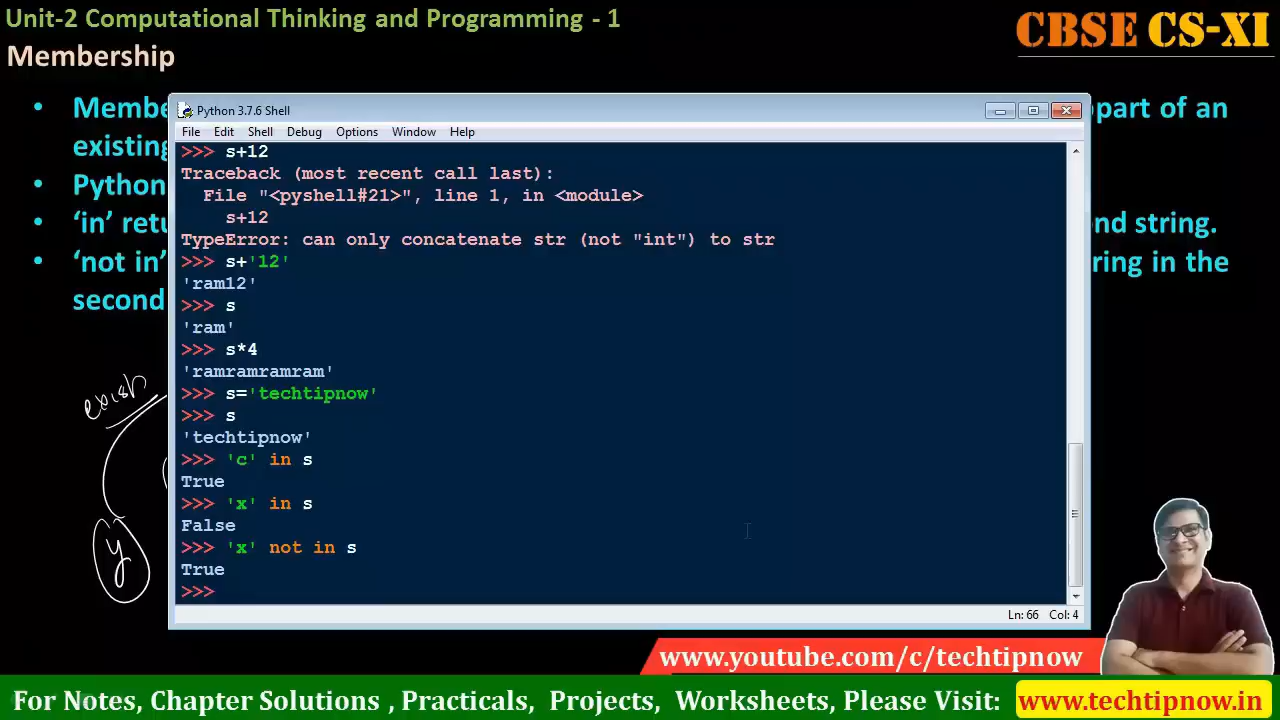 Unit-2 Computational Thinking and Programming - 1
CBSE CS-XI
Membership
• Membe
part of an
existing
• Python
• ‘in’ retu
nd string.
• ‘not in’
ring in the
second
Python 3.7.6 Shell
File Edit Shell Debug Options Window Help
>>> s+12
Traceback (most recent call last):
File "<pyshell#21>", line 1, in <module>
s+12
TypeError: can only concatenate str (not "int") to str
>>> s+'12'
'ram12'
>>> s
'ram'
>>> s*4
'ramramramram'
>>> s='techtipnow'
>>> s
'techtipnow'
>>> 'c' in s
True
>>> 'x' in s
False
>>> 'x' not in s
True
>>>
Ln: 66 Col: 4
y
www.youtube.com/c/techtipnow
For Notes, Chapter Solutions , Practicals, Projects, Worksheets, Please Visit: www.techtipnow.in